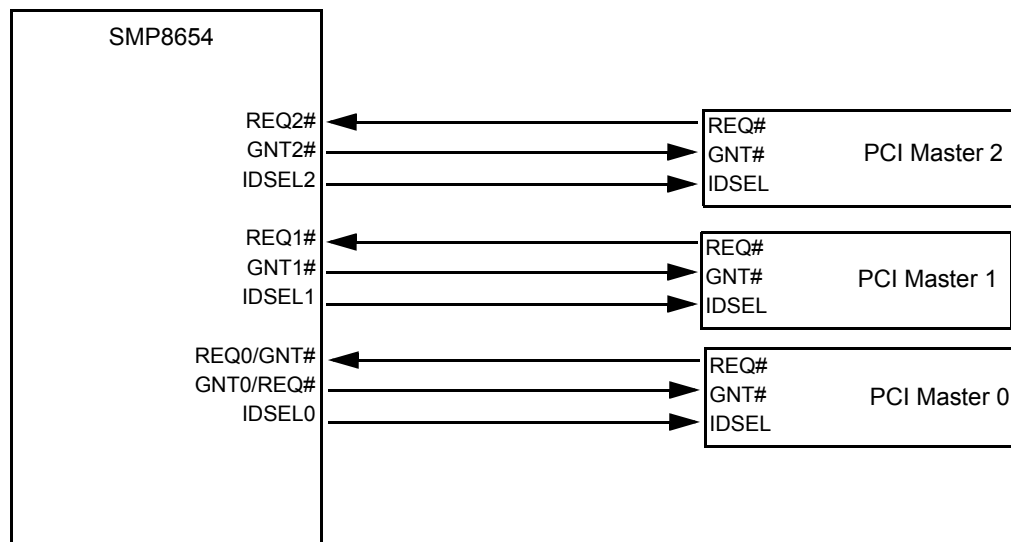 SMP8654
REQ2#
GNT2#
IDSEL2
REQ#
GNT#
IDSEL
PCI Master 2
REQ1#
GNT1#
IDSEL1
REQ#
GNT#
IDSEL
PCI Master 1
REQ0/GNT#
GNT0/REQ#
IDSEL0
REQ#
GNT#
IDSEL
PCI Master 0